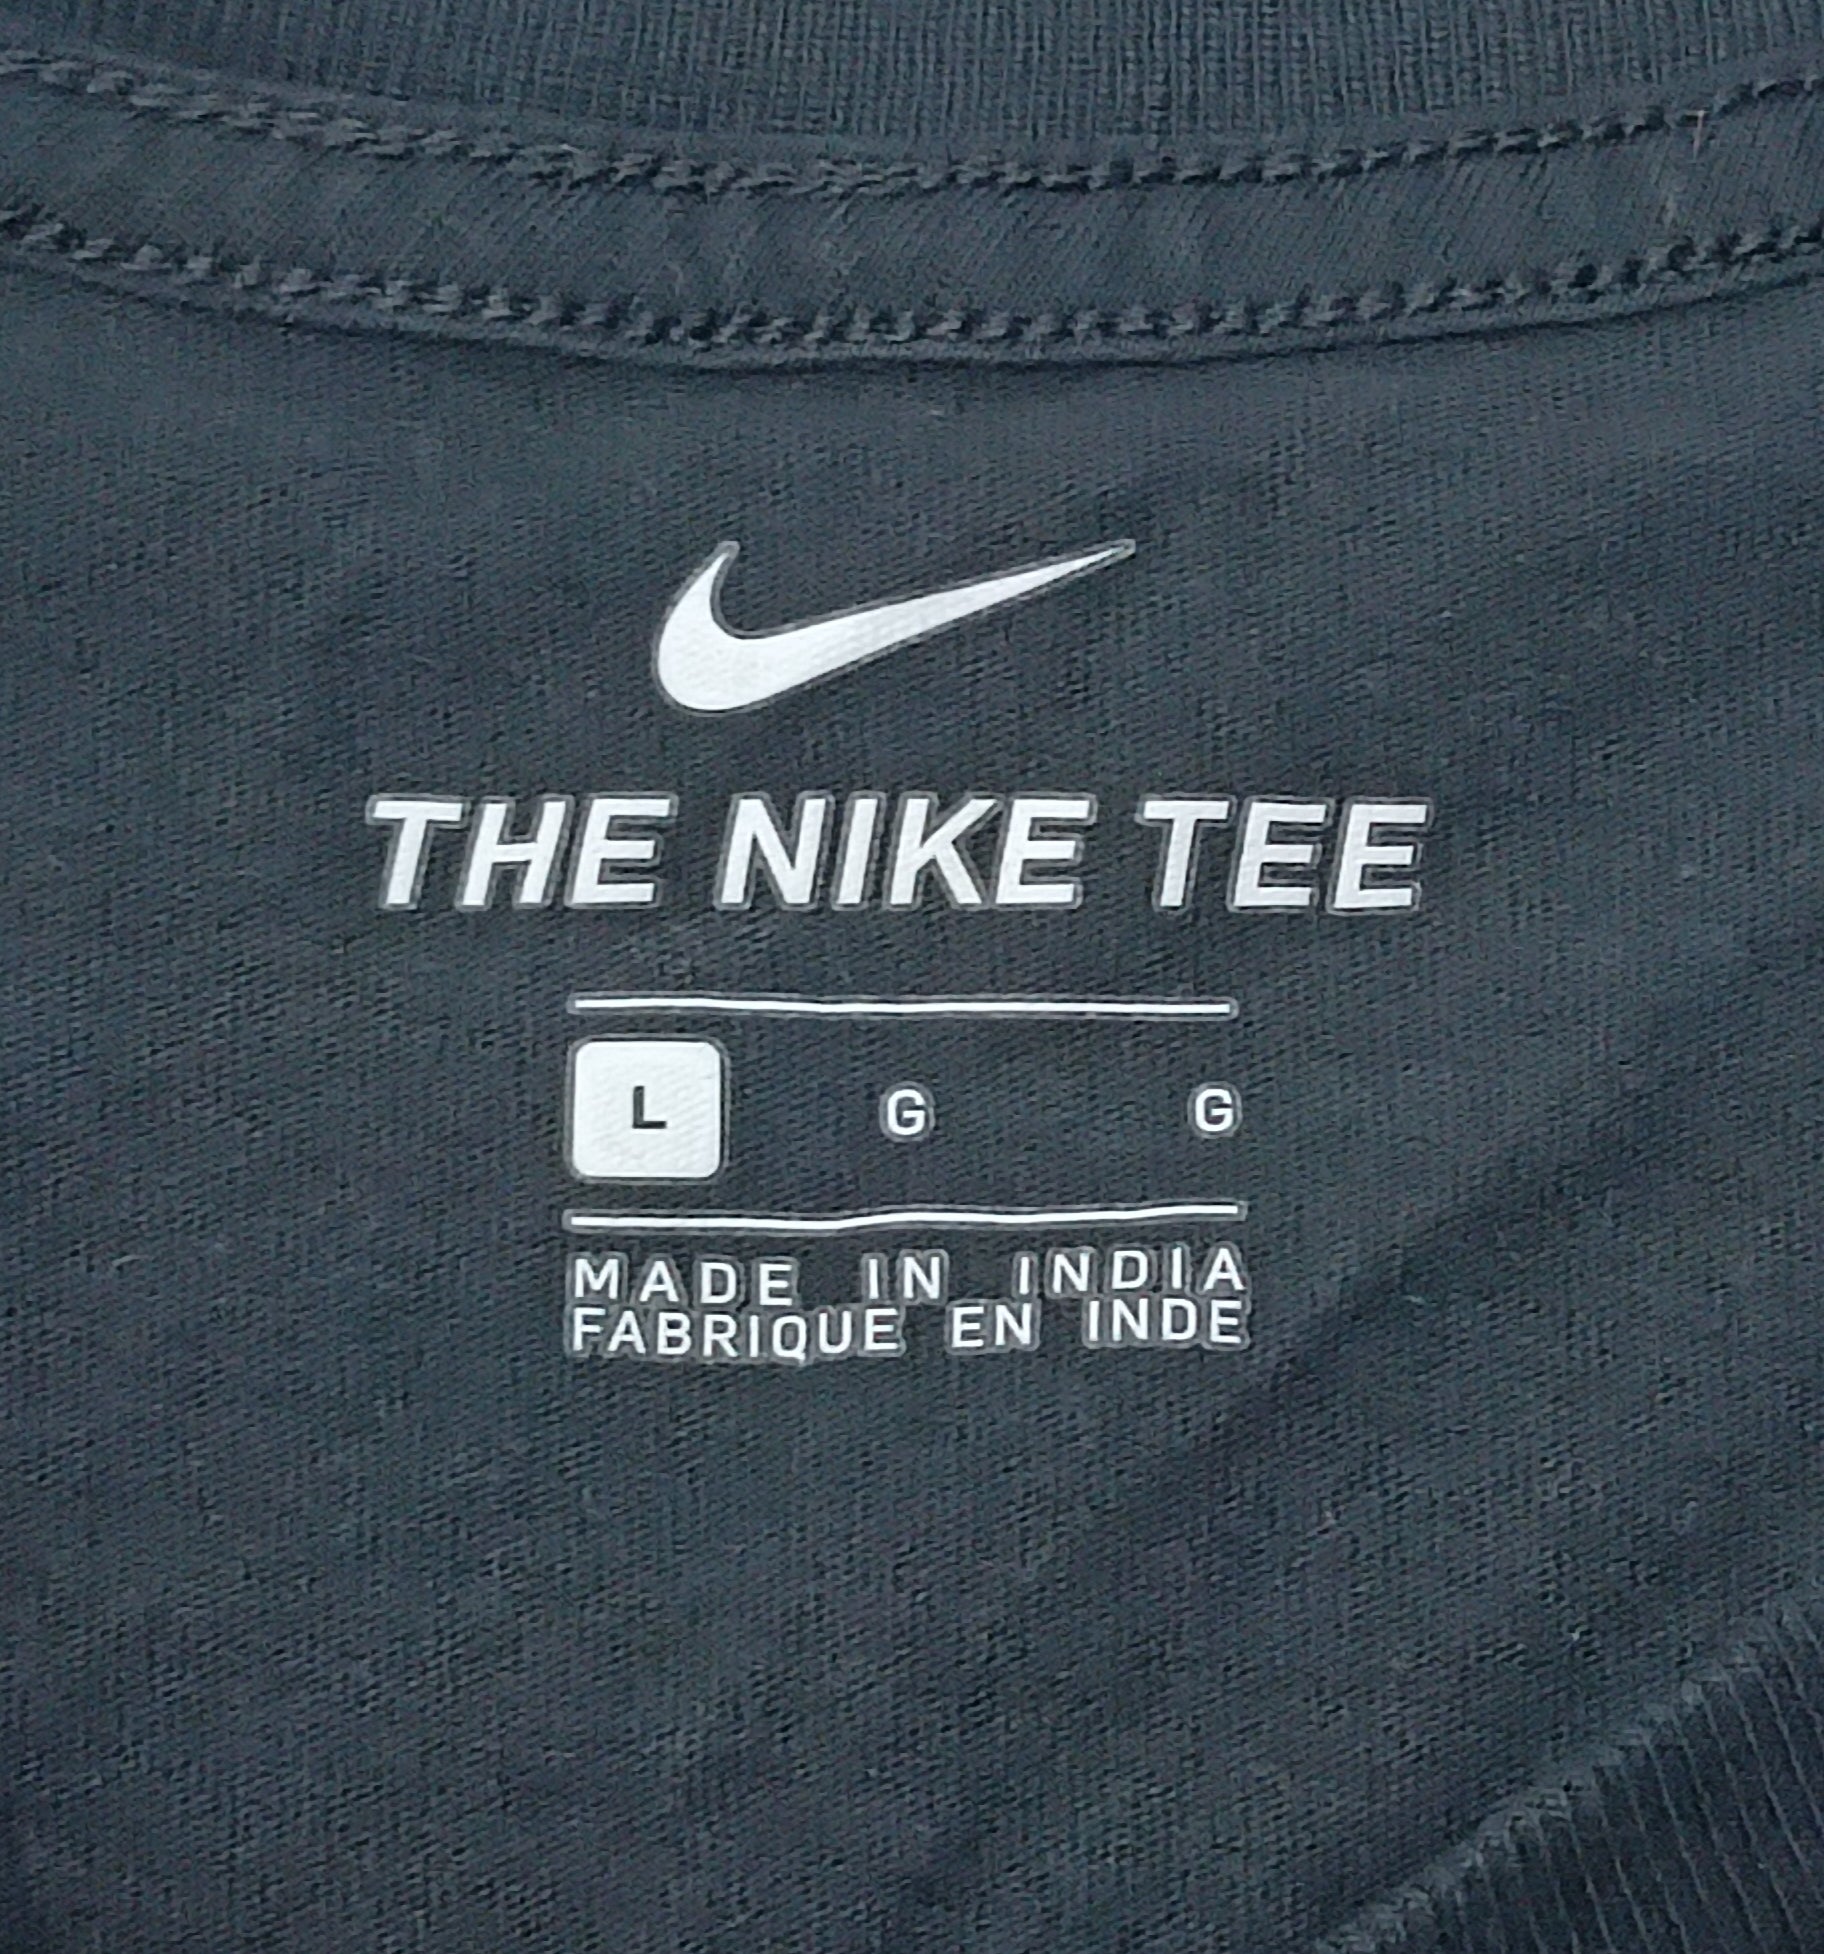 THE NIKE TEE
L G G
MADE IN INDIA
FABRIQUE EN INDE